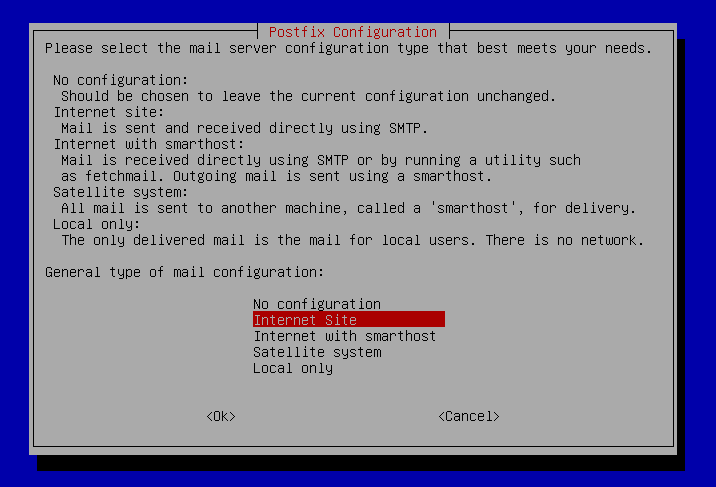 Postfix Configuration
Please select the mail server configuration type that best meets your needs.
No configuration:
Should be chosen to leave the current configuration unchanged.
Internet site:
Mail is sent and received directly using SMTP.
Internet with smarthost:
Mail is received directly using SMTP or by running a utility such
as fetchmail. Outgoing mail is sent using a smarthost.
Satellite system:
All mail is sent to another machine, called a 'smarthost', for delivery.
Local only:
The only delivered mail is the mail for local users. There is no network.
General type of mail configuration:
No configuration
Internet Site
Internet with smarthost
Satellite system
Local only
<Ok> <Cancel>